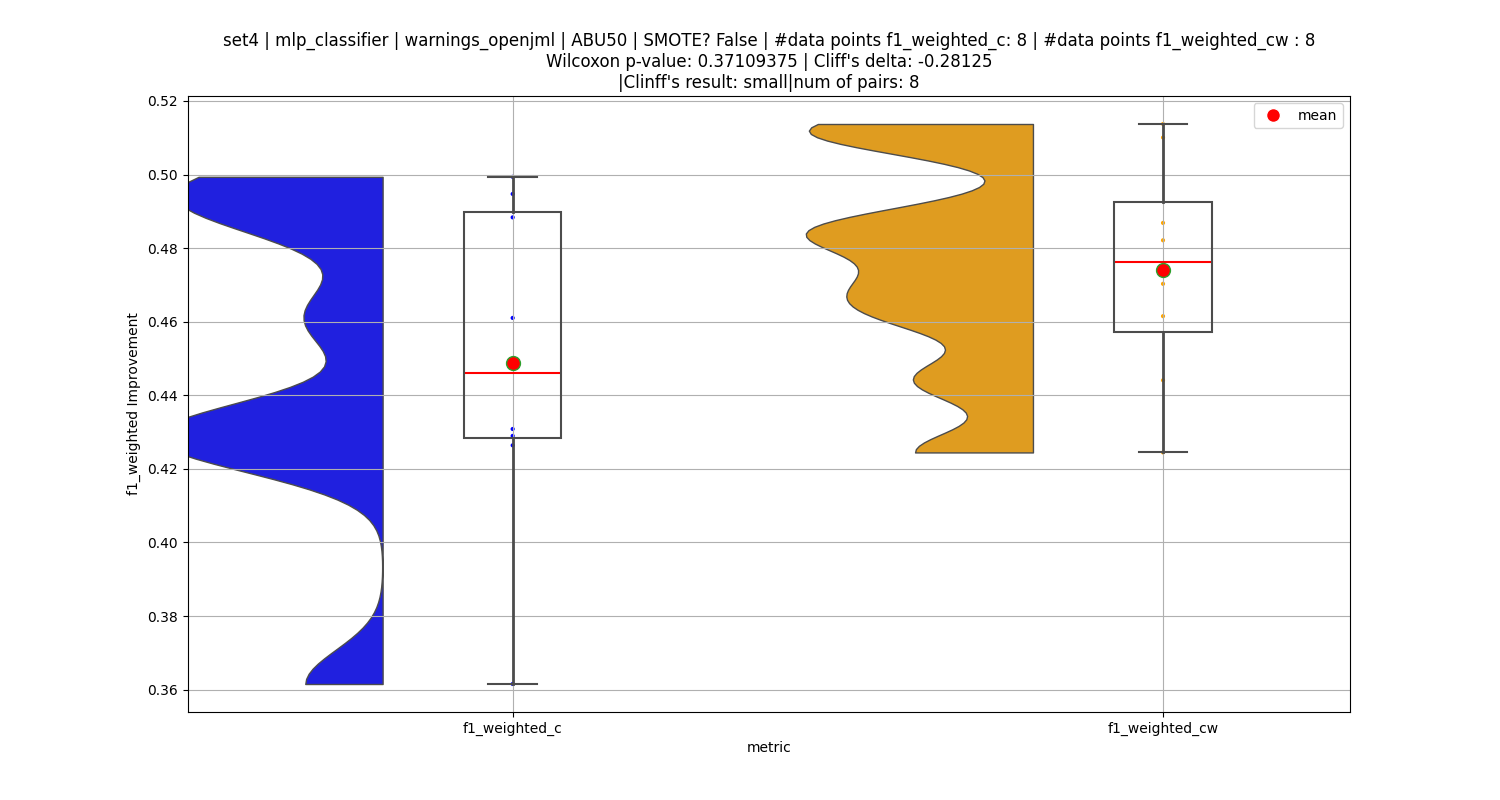 set4 | mlp_classifier | warnings_openjml | ABU50 | SMOTE? False | #data points f1_weighted_c: 8 | #data points f1_weighted_cw : 8
Wilcoxon p-value: 0.37109375 | Cliff's delta: -0.28125
|Clinff's result: small|num of pairs: 8
mean
0.52
0.50
0.48
0.46
0.44
0.42
0.40
0.38
0.36
f1_weighted Improvement
f1_weighted_c
f1_weighted_cw
metric